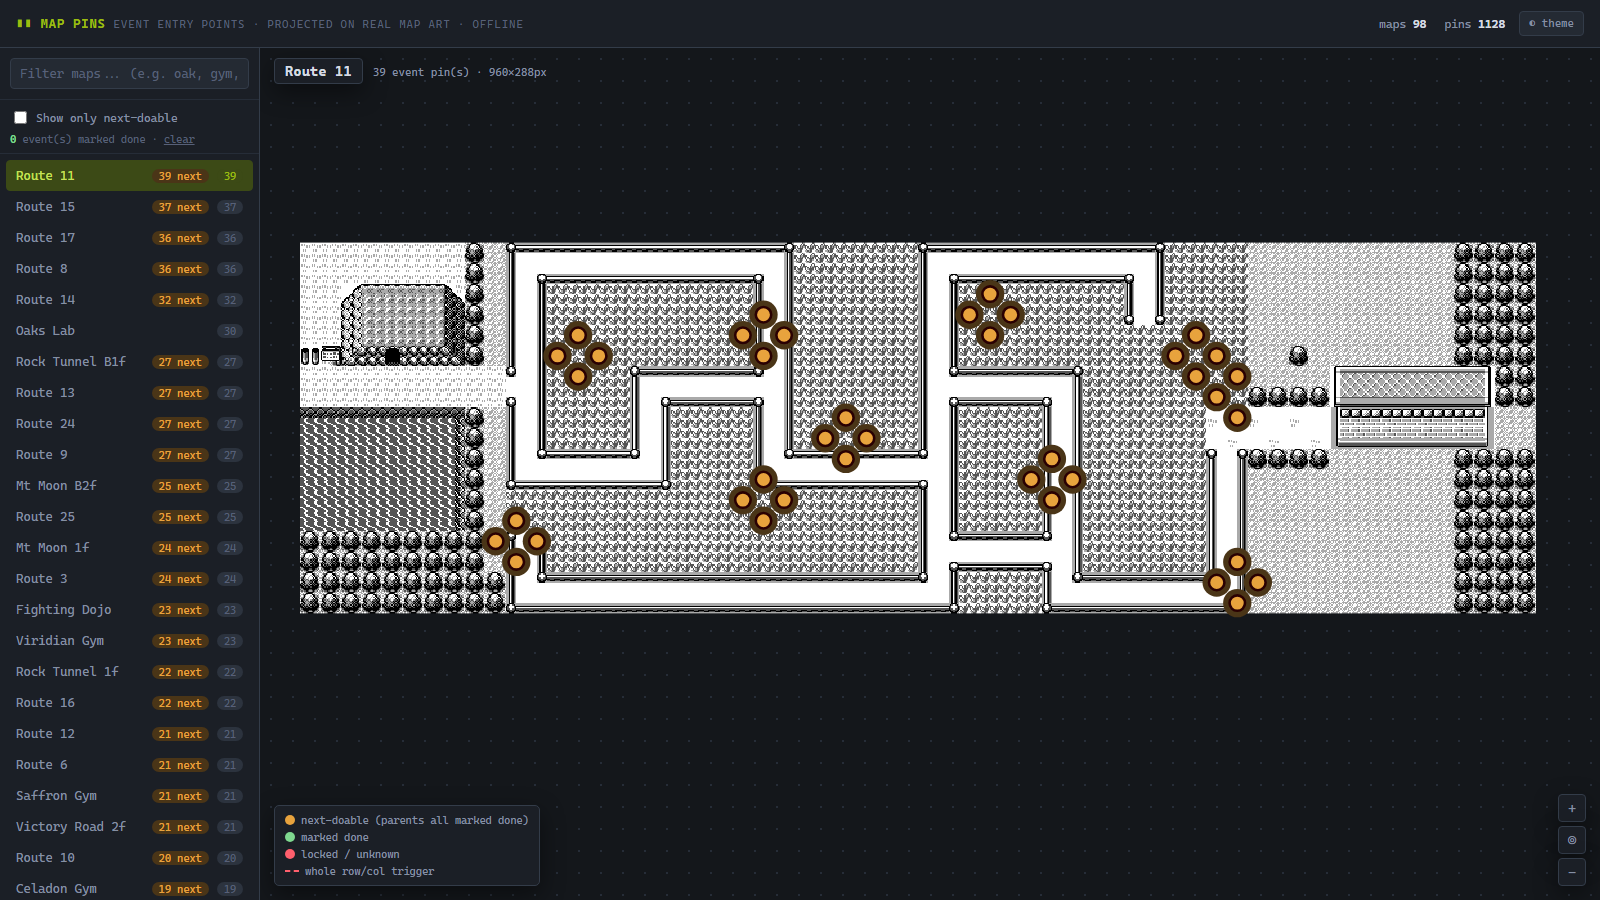 MAP PINS EVENT ENTRY POINTS · PROJECTED ON REAL MAP ART · OFFLINE
maps 98 pins 1128 ◐ theme
Filter maps... (e.g. oak, gym,
Show only next-doable
0 event(s) marked done · clear
Route 11 39 next 39
Route 15 37 next 37
Route 17 36 next 36
Route 8 36 next 36
Route 14 32 next 32
Oaks Lab 30
Rock Tunnel B1f 27 next 27
Route 13 27 next 27
Route 24 27 next 27
Route 9 27 next 27
Mt Moon B2f 25 next 25
Route 25 25 next 25
Mt Moon 1f 24 next 24
Route 3 24 next 24
Fighting Dojo 23 next 23
Viridian Gym 23 next 23
Rock Tunnel 1f 22 next 22
Route 16 22 next 22
Route 12 21 next 21
Route 6 21 next 21
Saffron Gym 21 next 21
Victory Road 2f 21 next 21
Route 10 20 next 20
Celadon Gym 19 next 19
Route 11 39 event pin(s) · 960×288px
next-doable (parents all marked done)
marked done
locked / unknown
whole row/col trigger
+
◎
−